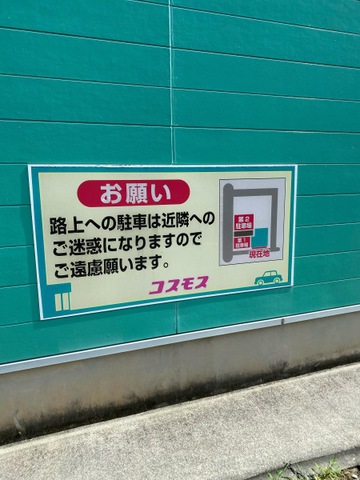 お願い
路上への駐車は近隣への
ご迷惑になりますので
ご遠慮願います。
コスモス
第2
駐車場
第1
駐車場
現在地